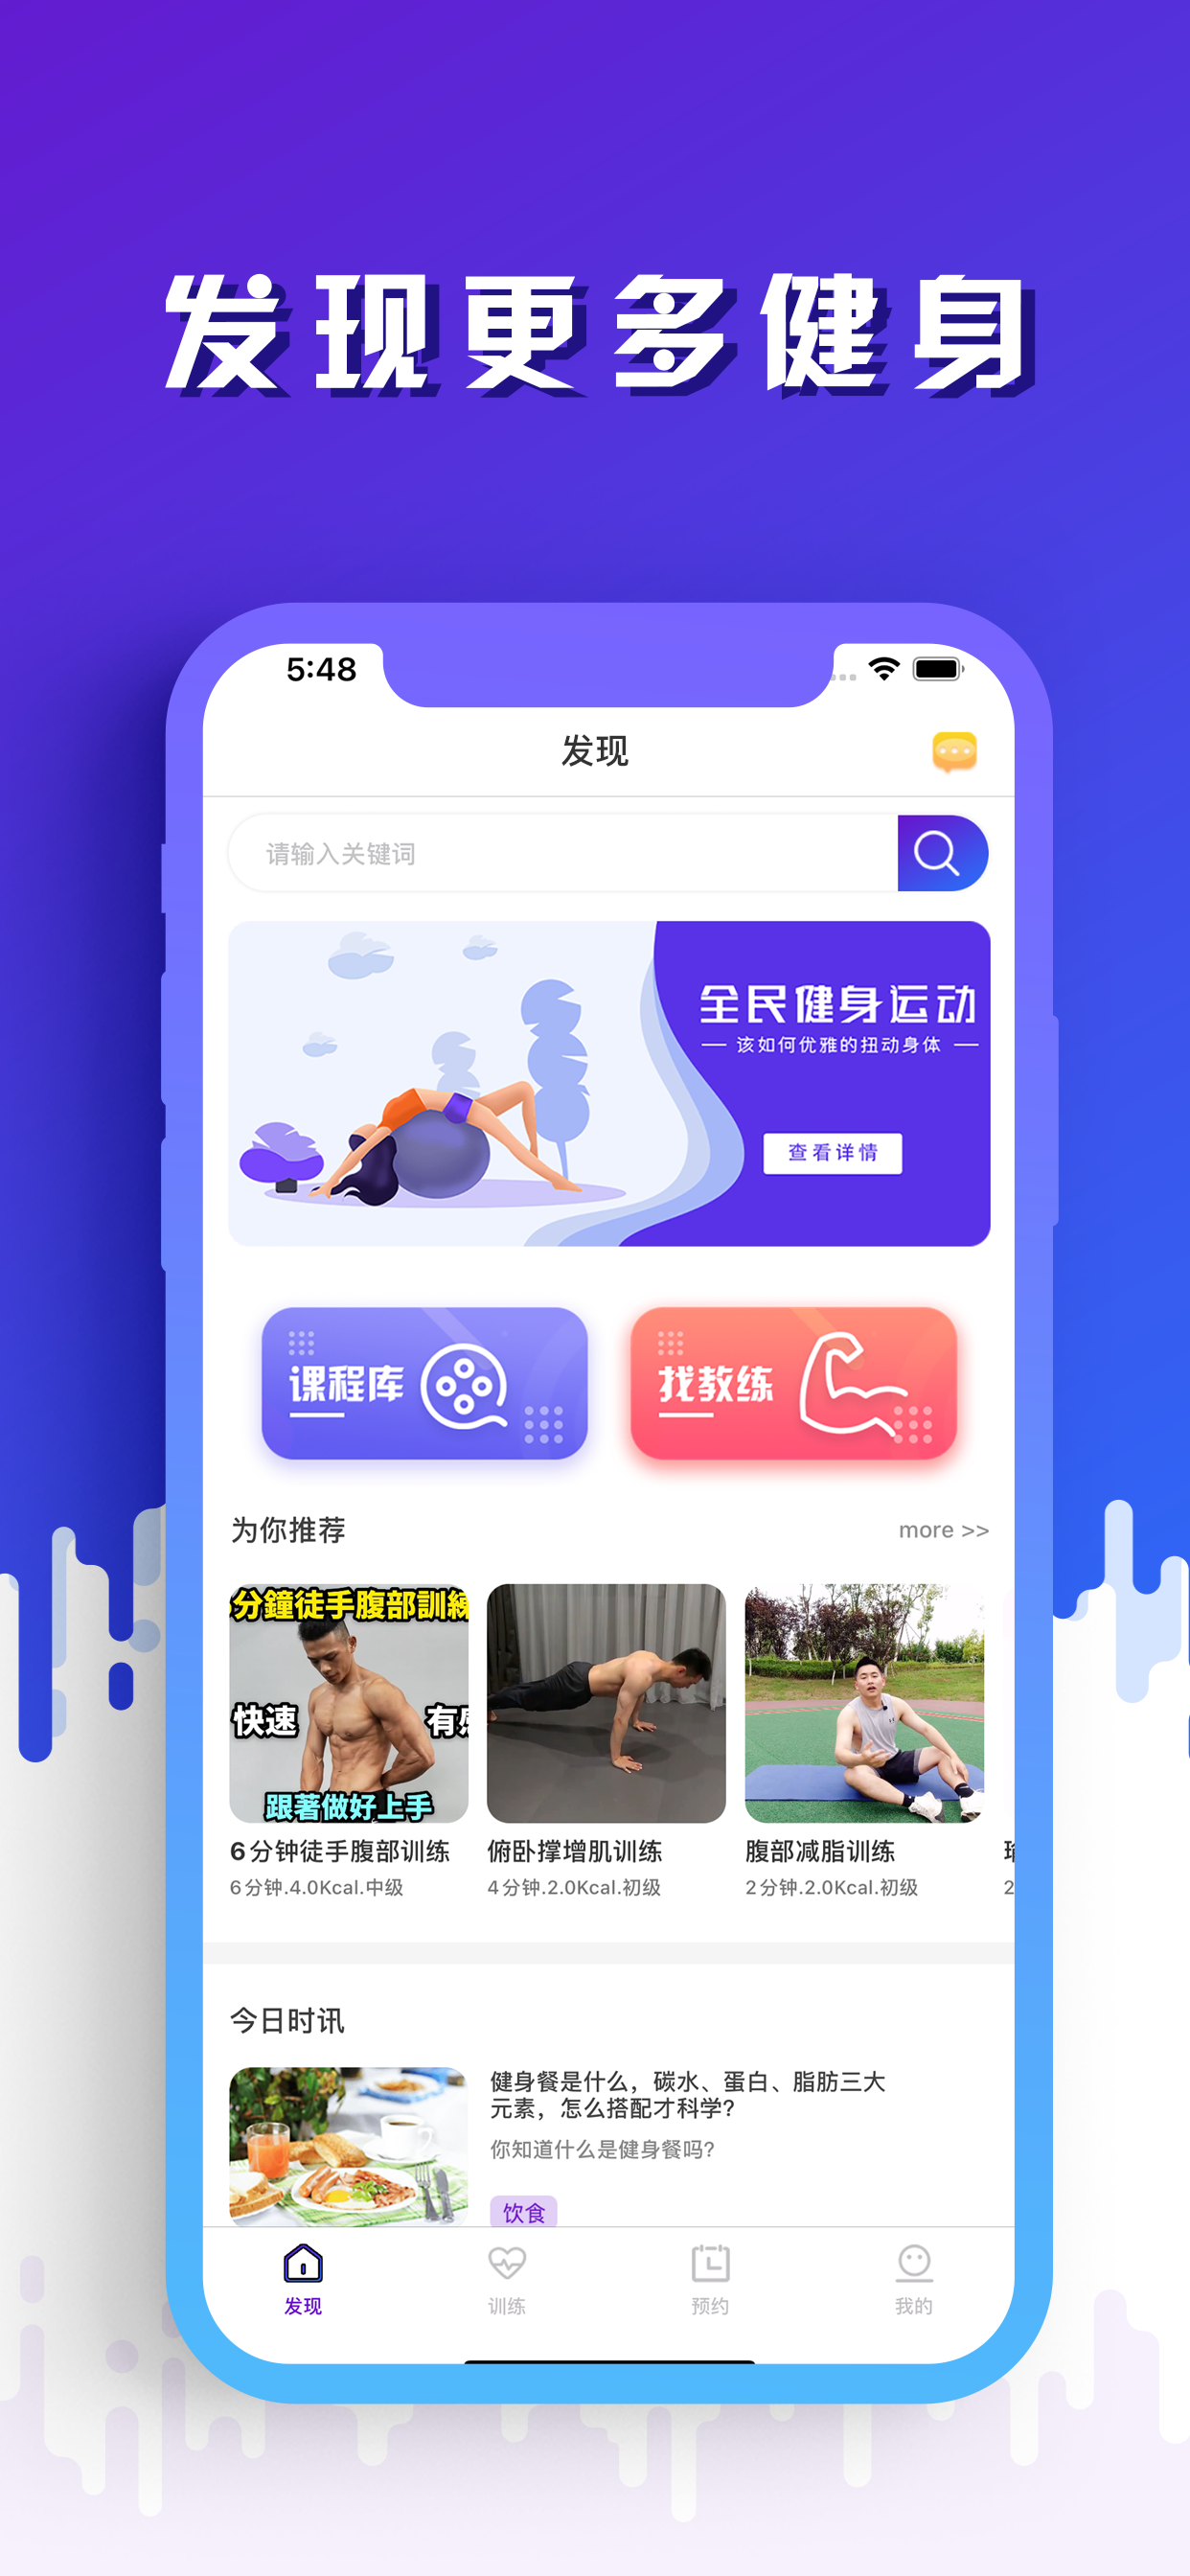 发现更多健身
5:48
发现
请输入关键词
全民健身运动
— 该如何优雅的扭动身体 —
查看详情
课程库
找教练
为你推荐
more >>
分鐘徒手腹部訓練
快速 有感
跟著做好上手
6分钟徒手腹部训练
6分钟.4.0Kcal.中级
俯卧撑增肌训练
4分钟.2.0Kcal.初级
腹部减脂训练
2分钟.2.0Kcal.初级
2
今日时讯
健身餐是什么，碳水、蛋白、脂肪三大
元素，怎么搭配才科学？
你知道什么是健身餐吗?
饮食
发现
训练
预约
我的